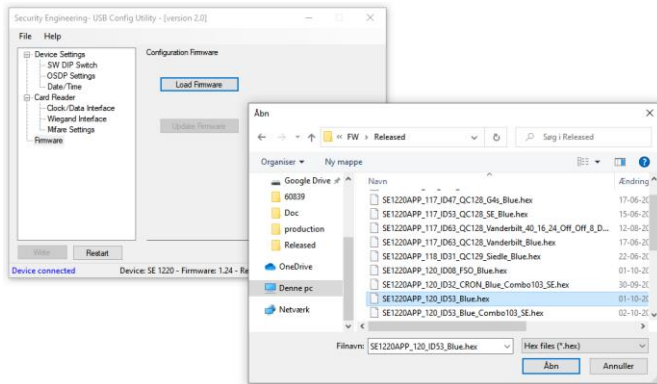 Security Engineering- USB Config Utility - [version 2.0]
File Help
Device Settings
SW DIP Switch
OSDP Settings
Date/Time
Card Reader
Clock/Data Interface
Wiegand Interface
Mifare Settings
Firmware
Configuration Firmware
Load Firmware
Update Firmware
Write Restart
Device connected Device: SE 1220 - Firmware: 1.24 - Re
Åbn
« FW › Released
Søg i Released
Organiser Ny mappe
Google Drive
60839
Doc
production
Released
OneDrive
Denne pc
Netværk
Navn Ændring
SE1220APP_117_ID47_QC128_G4s_Blue.hex 17-06-20
SE1220APP_117_ID53_QC128_SE_Blue.hex 15-06-20
SE1220APP_117_ID63_QC128_Vanderbilt_40_16_24_Off_Off_8_D... 12-08-20
SE1220APP_117_ID63_QC128_Vanderbilt_Blue.hex 17-06-20
SE1220APP_118_ID31_QC129_Siedle_Blue.hex 22-06-20
SE1220APP_120_ID08_FSO_Blue.hex 01-10-20
SE1220APP_120_ID32_CRON_Blue_Combo103_SE.hex 30-09-20
SE1220APP_120_ID53_Blue.hex 01-10-20
SE1220APP_120_ID53_Blue_Combo103_SE.hex 02-10-20
Filnavn: SE1220APP_120_ID53_Blue.hex Hex files (*.hex)
Åbn Annuller